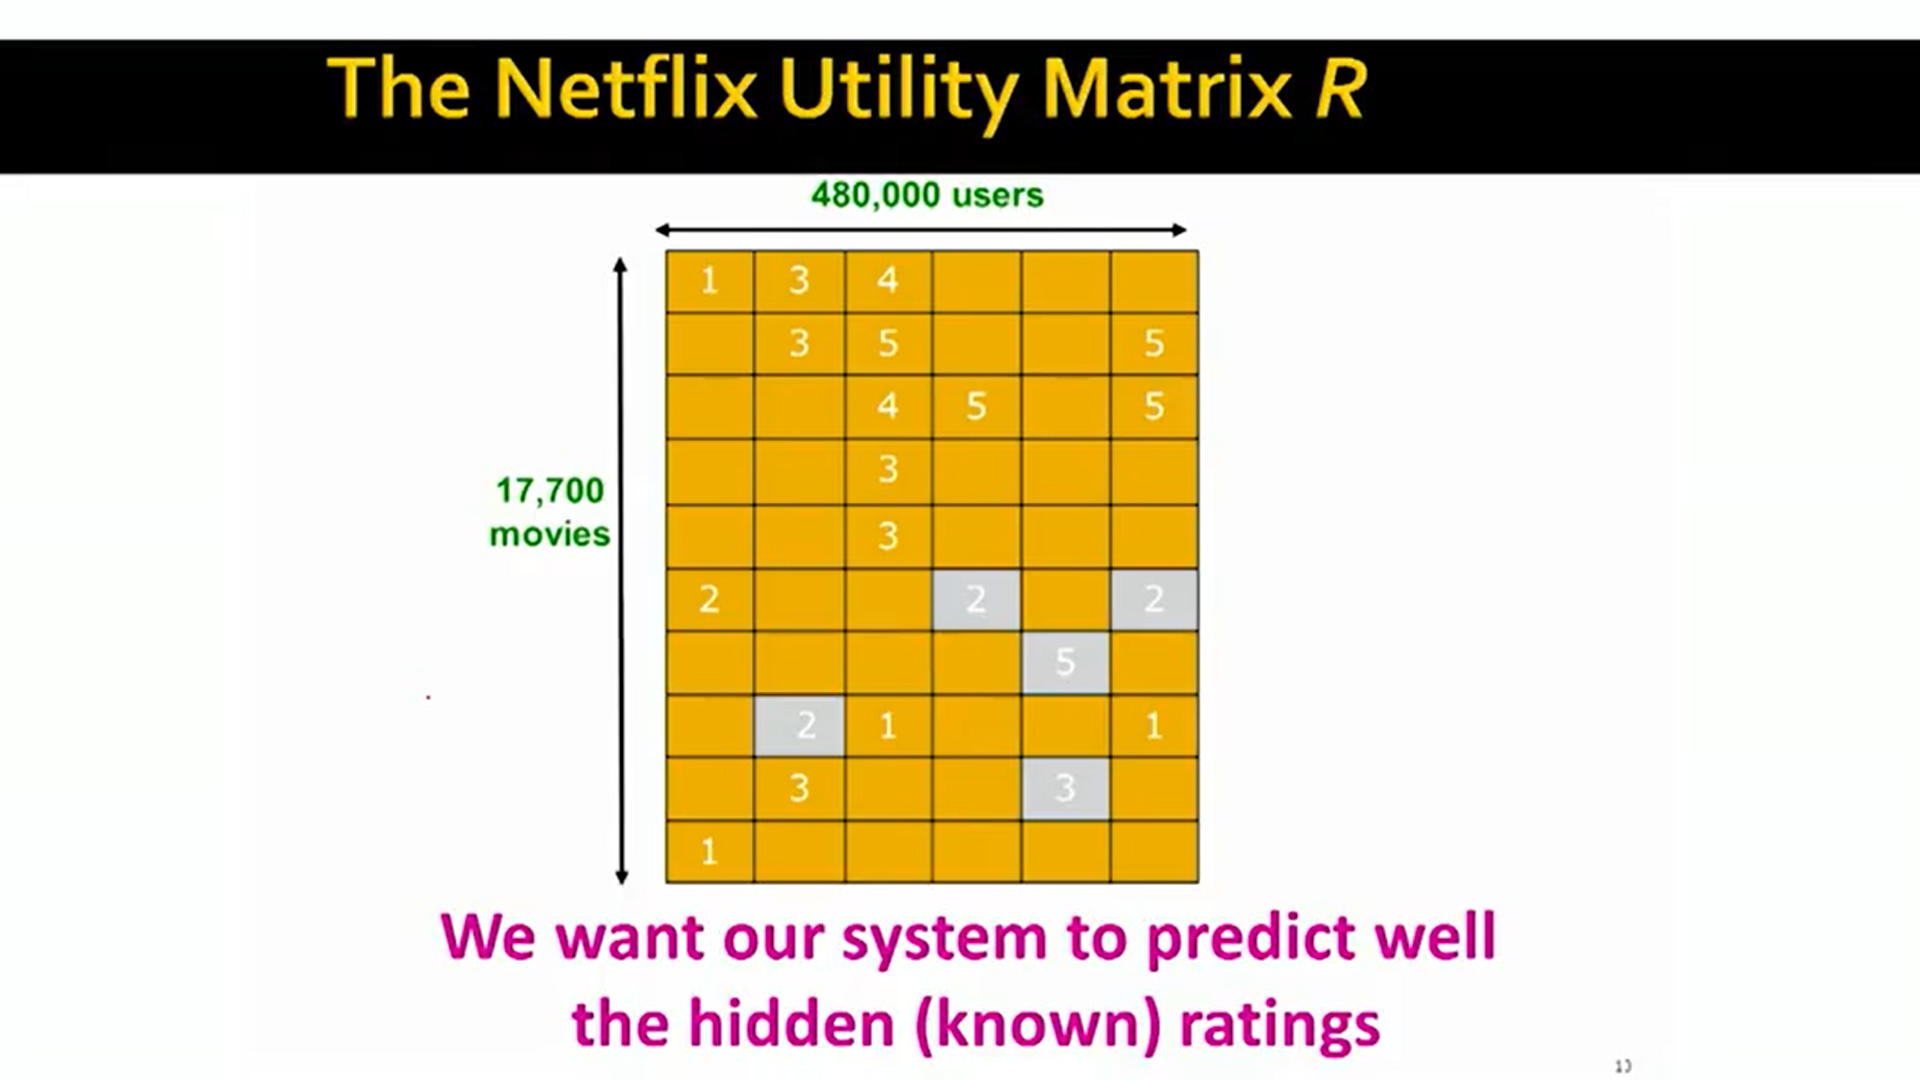 The Netflix Utility Matrix R
480,000 users
17,700
movies
1 3 4
3 5 5
4 5 5
3
3
2 2 2
5
2 1 1
3 3
1
We want our system to predict well
the hidden (known) ratings